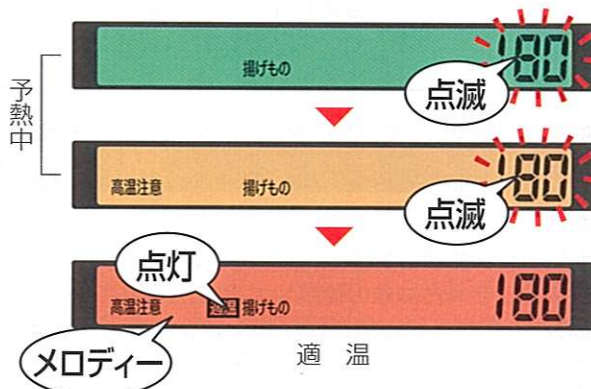 揚げもの 180
点滅
予熱中
高温注意 揚げもの 180
点滅
点灯
高温注意 適温 揚げもの 180
メロディー
適 温